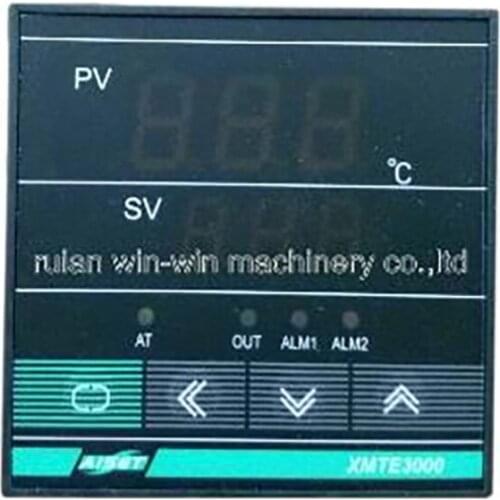 PV
°C
SV
ruian win-win machinery co.,ltd
AT OUT ALM1 ALM2
AISET XMTE3000